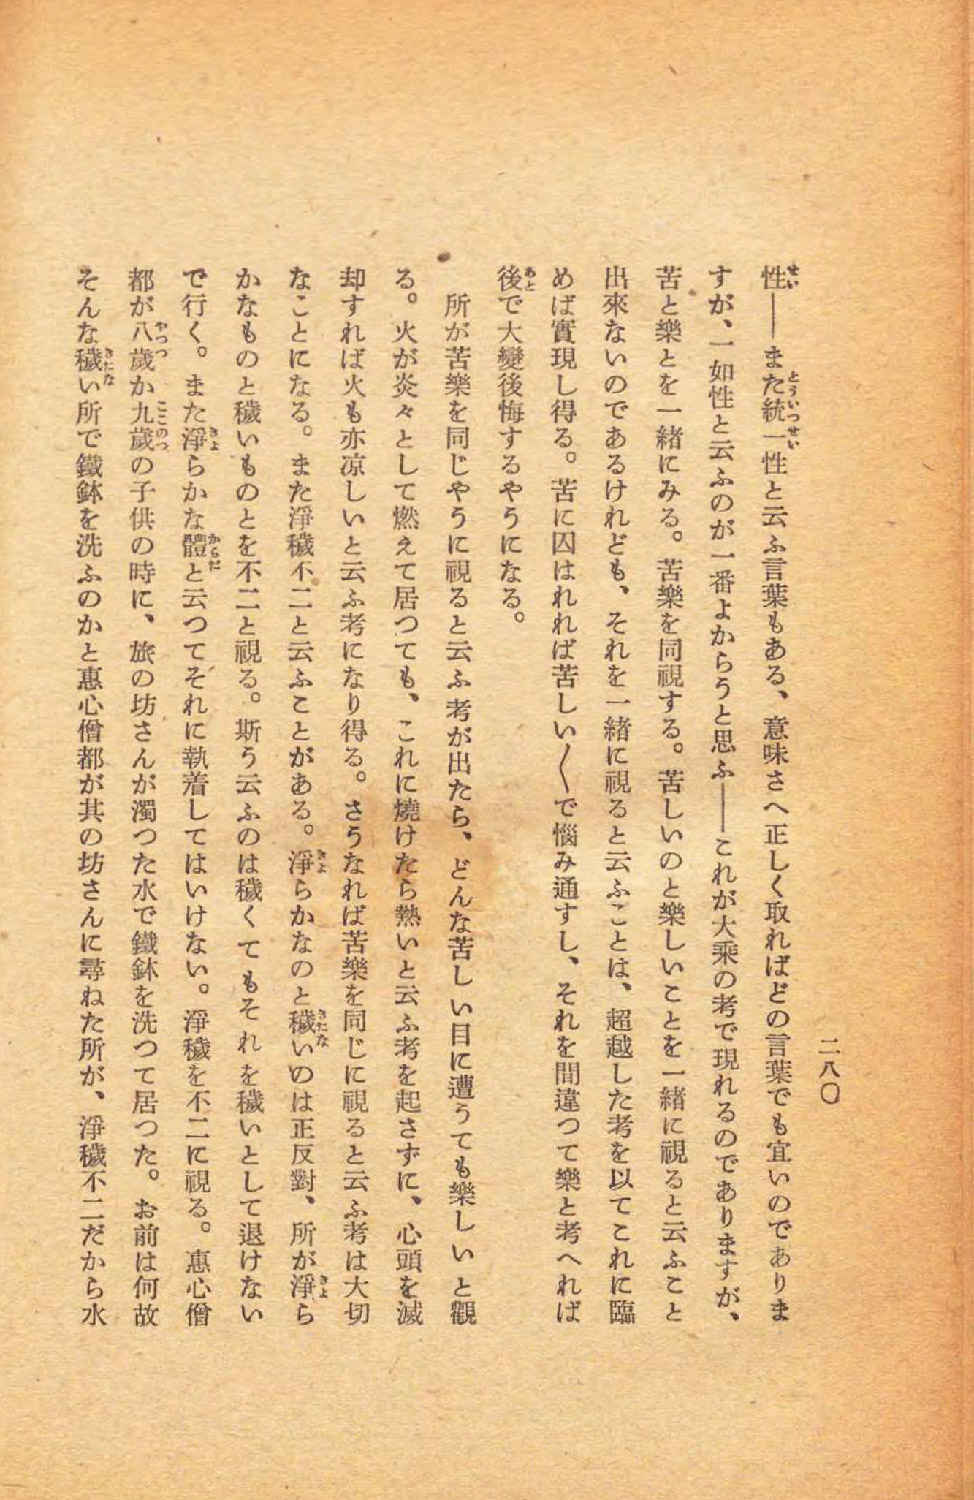 二八〇
性――また統一性と云ふ言葉もある、意味さへ正しく取ればどの言葉でも宜いのでありま
すが、一如性と云ふのが一番よからうと思ふ――これが大乘の考で現れるのでありますが、
苦と樂とを一緒にみる。苦樂を同視する。苦しいのと樂しいことを一緒に視ると云ふこと
出來ないのであるけれども、それを一緒に視ると云ふことは、超越した考を以てこれに臨
めば實現し得る。苦に囚はれれば苦しい〳〵で惱み通すし、それを間違つて樂と考へれば
後で大變後悔するやうになる。
所が苦樂を同じやうに視ると云ふ考が出たら、どんな苦しい目に遭うても樂しいと觀
る。火が炎々として燃えて居つても、これに燒けたら熱いと云ふ考を起さずに、心頭を滅
却すれば火も亦凉しいと云ふ考になり得る。さうなれば苦樂を同じに視ると云ふ考は大切
なことになる。また淨穢不二と云ふことがある。淨らかなのと穢いのは正反對、所が淨ら
かなものと穢いものとを不二と視る。斯う云ふのは穢くてもそれを穢いとして退けない
で行く。また淨らかな體と云つてそれに執着してはいけない。淨穢を不二に視る。惠心僧
都が八歲か九歲の子供の時に、旅の坊さんが濁つた水で鐵鉢を洗つて居つた。お前は何故
そんな穢い所で鐵鉢を洗ふのかと惠心僧都が其の坊さんに尋ねた所が、淨穢不二だから水